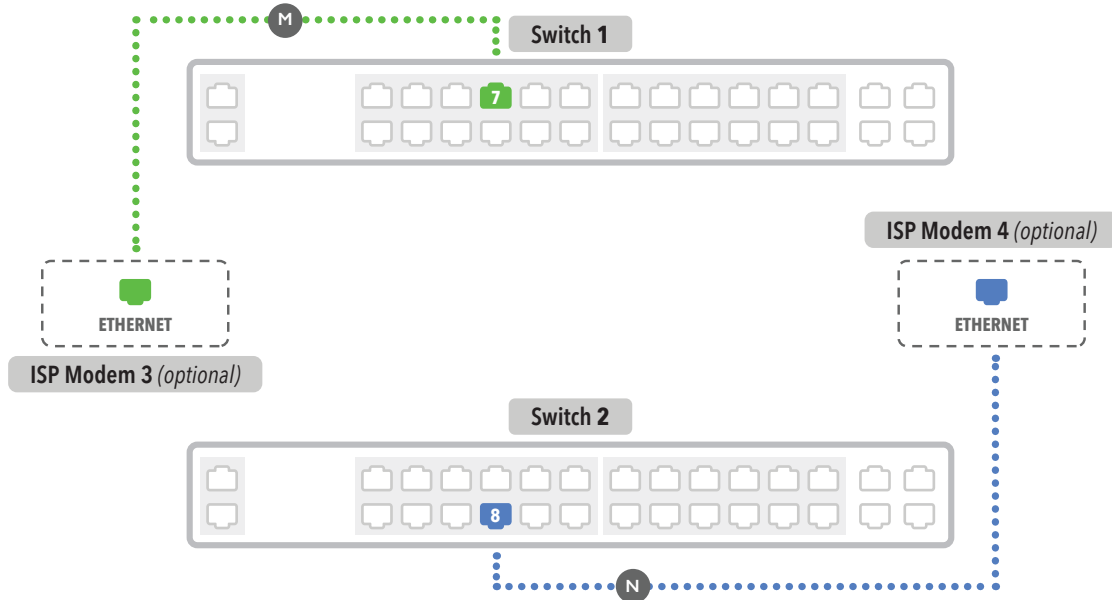 M
Switch 1
7
ISP Modem 4 (optional)
ETHERNET
ETHERNET
ISP Modem 3 (optional)
Switch 2
8
N